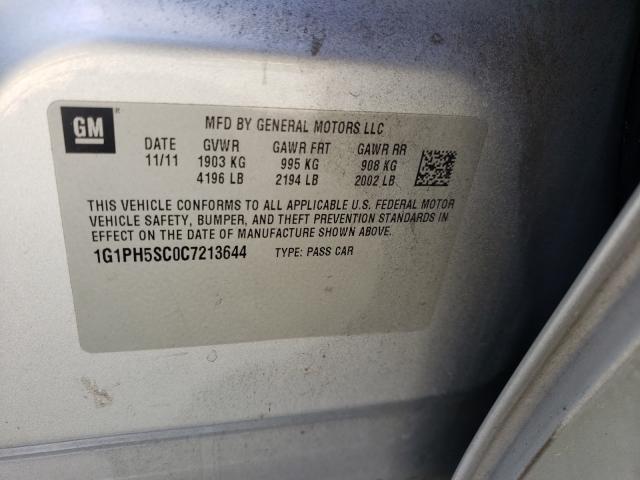 GM ®
MFD BY GENERAL MOTORS LLC
DATE GVWR GAWR FRT GAWR RR
11/11 1903 KG 995 KG 908 KG
4196 LB 2194 LB 2002 LB
THIS VEHICLE CONFORMS TO ALL APPLICABLE U.S. FEDERAL MOTOR
VEHICLE SAFETY, BUMPER, AND THEFT PREVENTION STANDARDS IN
EFFECT ON THE DATE OF MANUFACTURE SHOWN ABOVE.
1G1PH5SC0C7213644 TYPE: PASS CAR